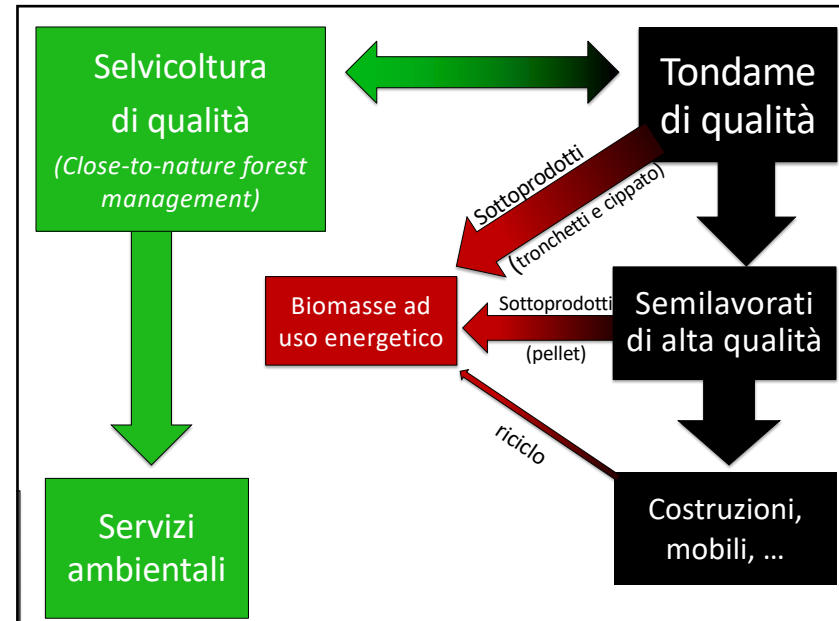 Selvicoltura
di qualità
(Close-to-nature forest
management)
Tondame
di qualità
Sottoprodotti
(tronchetti e cippato)
Biomasse ad
uso energetico
Sottoprodotti
(pellet)
Semilavorati
di alta qualità
riciclo
Servizi
ambientali
Costruzioni,
mobili, …